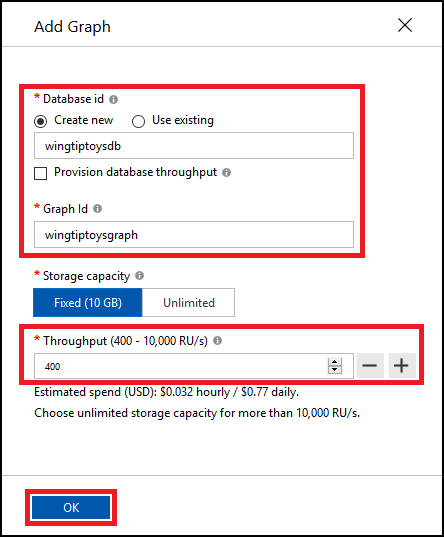 Add Graph
* Database id
Create new Use existing
wingtiptoysdb
Provision database throughput
* Graph Id
wingtiptoysgraph
* Storage capacity
Fixed (10 GB) Unlimited
* Throughput (400 - 10,000 RU/s)
400
Estimated spend (USD): $0.032 hourly / $0.77 daily.
Choose unlimited storage capacity for more than 10,000 RU/s.
OK